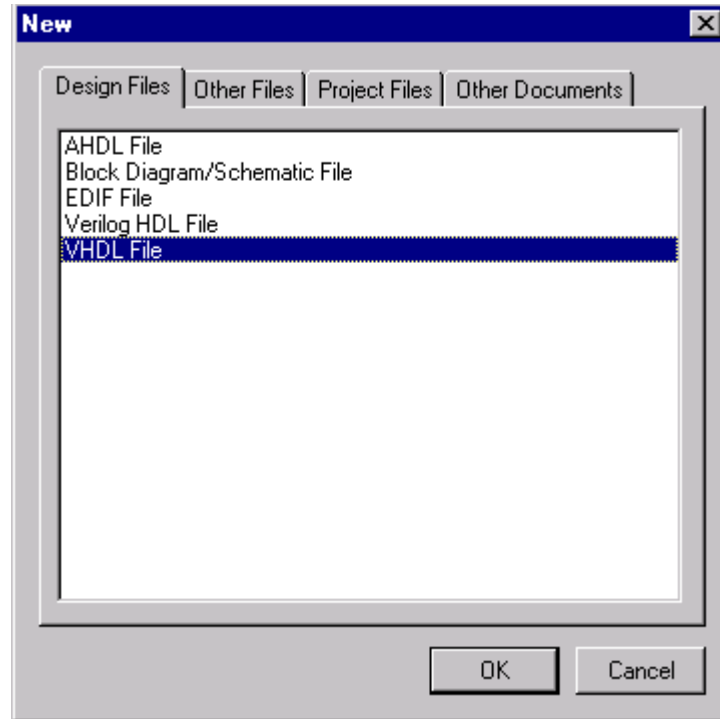 New
Design Files Other Files Project Files Other Documents
AHDL File
Block Diagram/Schematic File
EDIF File
Verilog HDL File
VHDL File
OK Cancel